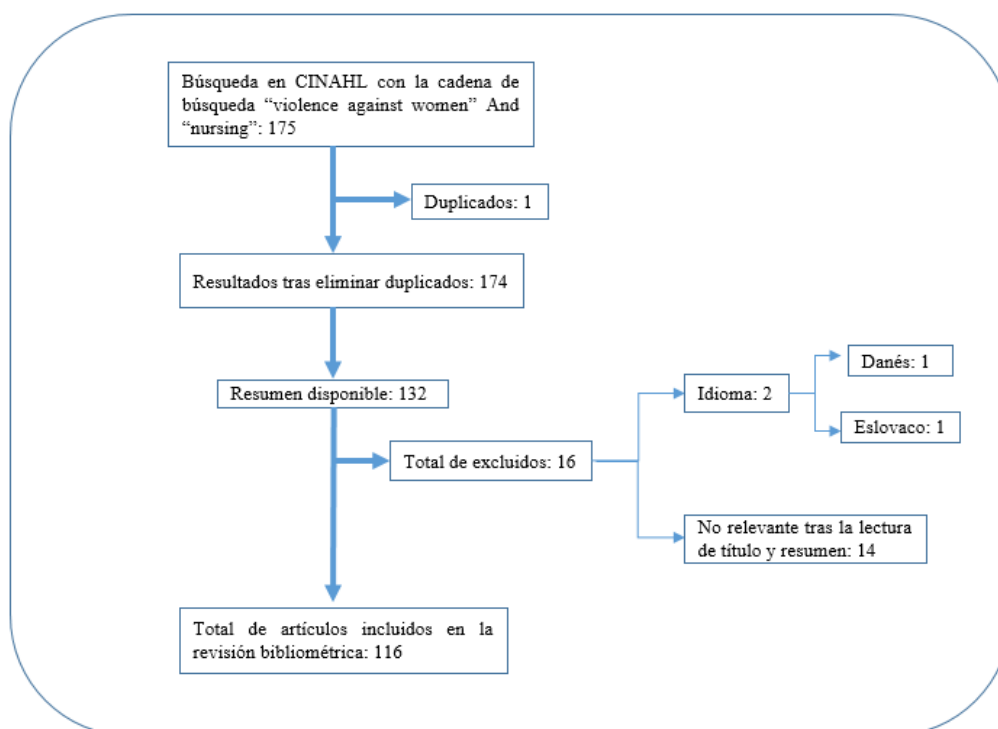 Búsqueda en CINAHL con la cadena de
búsqueda “violence against women” And
“nursing”: 175
Duplicados: 1
Resultados tras eliminar duplicados: 174
Resumen disponible: 132
Total de excluidos: 16
Idioma: 2
Danés: 1
Eslovaco: 1
No relevante tras la lectura
de título y resumen: 14
Total de artículos incluidos en la
revisión bibliométrica: 116